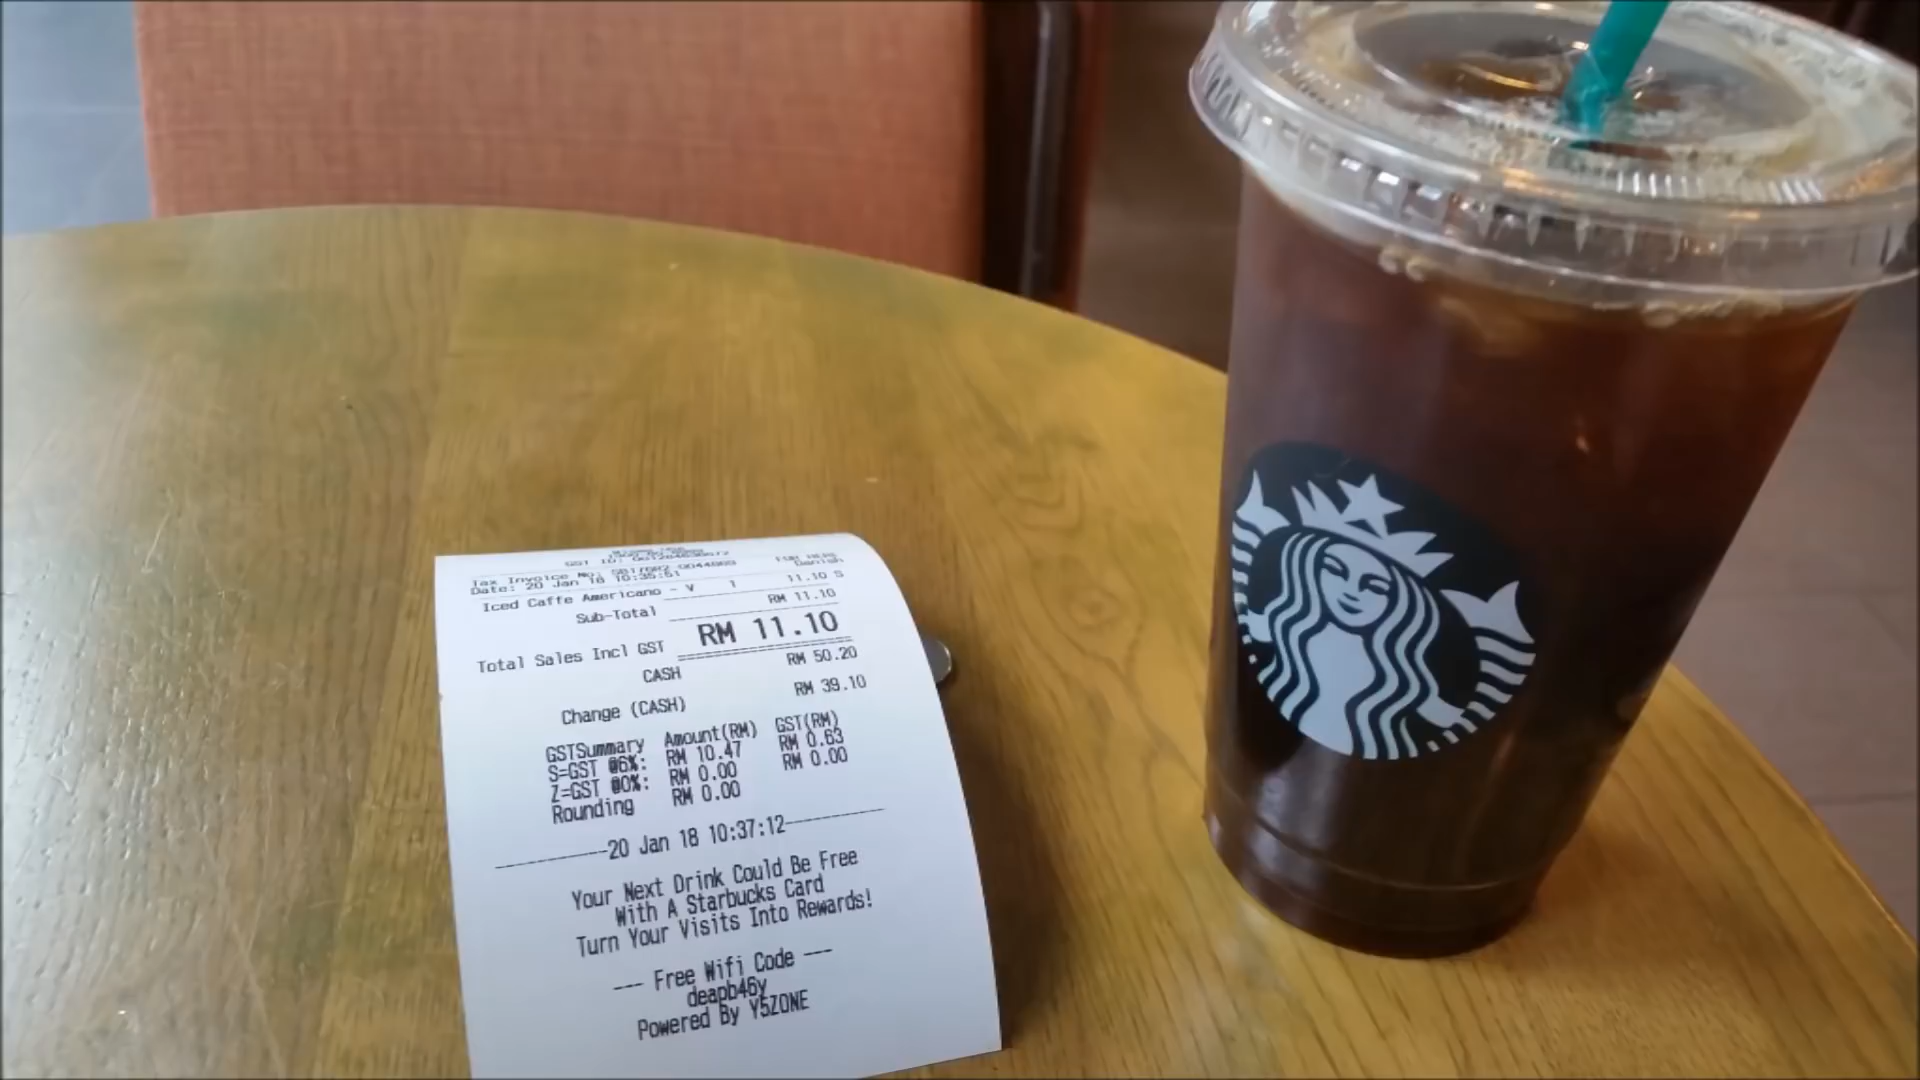 Tax Invoice No:
Date: 20 Jan 18 10:35:51
Iced Caffe Americano - V 1 11.10 S
Sub-Total RM 11.10
Total Sales Incl GST RM 11.10
CASH RM 50.20
Change (CASH) RM 39.10
GSTSummary Amount(RM) GST(RM)
S=GST @6%: RM 10.47 RM 0.63
Z=GST @0%: RM 0.00 RM 0.00
Rounding RM 0.00
20 Jan 18 10:37:12
Your Next Drink Could Be Free
With A Starbucks Card
Turn Your Visits Into Rewards!
--- Free Wifi Code ---
deapb46y
Powered By Y5ZONE